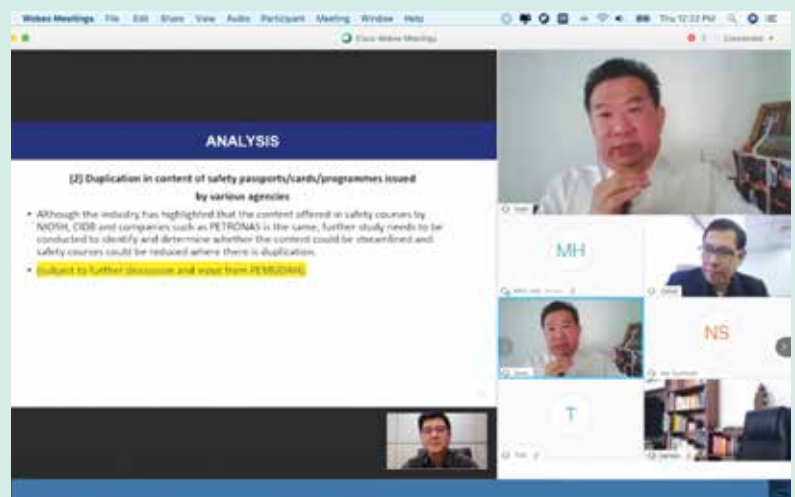 Webex Meetings File Edit Share View Audio Participant Meeting Window Help
Thu 12:32 PM
Cisco Webex Meetings
Connected
ANALYSIS
(2) Duplication in content of safety passports/cards/programmes issued
by various agencies
• Although the industry has highlighted that the content offered in safety courses by
NIOSH, CIDB and companies such as PETRONAS is the same, further study needs to be
conducted to identify and determine whether the content could be streamlined and
safety courses could be reduced where there is duplication.
• (subject to further discussion and input from PEMUDAH)
MH
NS
T